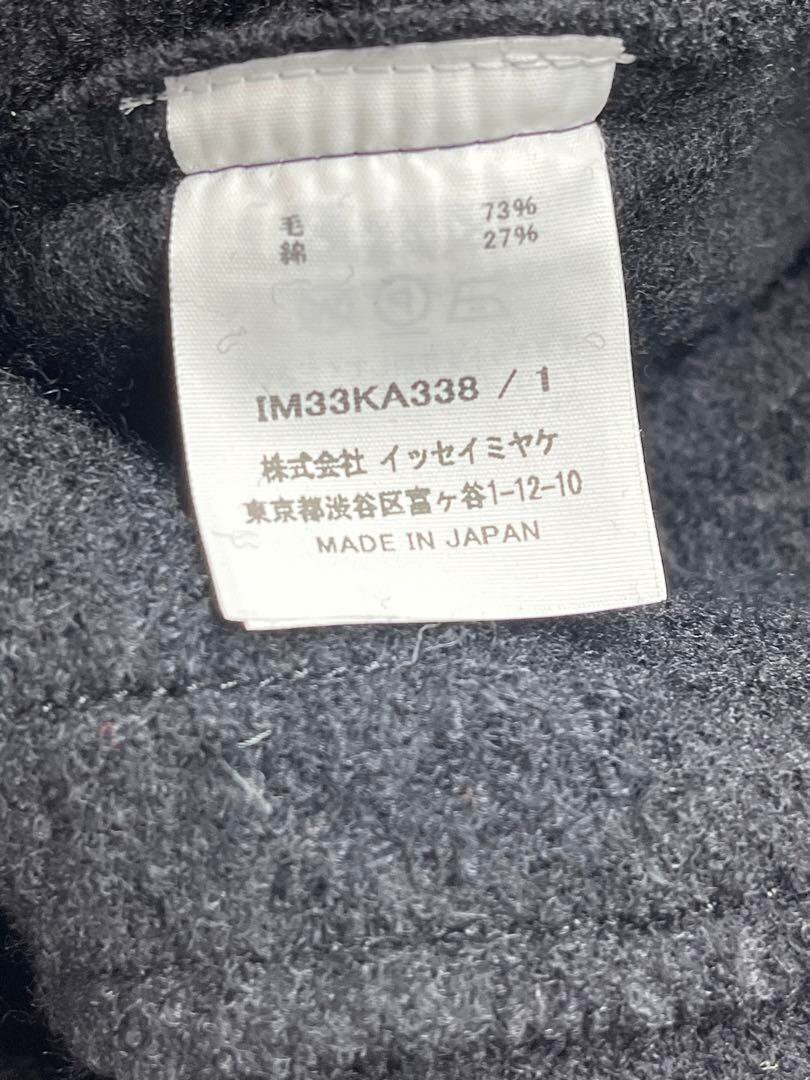 毛 73%
綿 27%
IM33KA338 / 1
株式会社 イッセイミヤケ
東京都渋谷区富ヶ谷1-12-10
MADE IN JAPAN